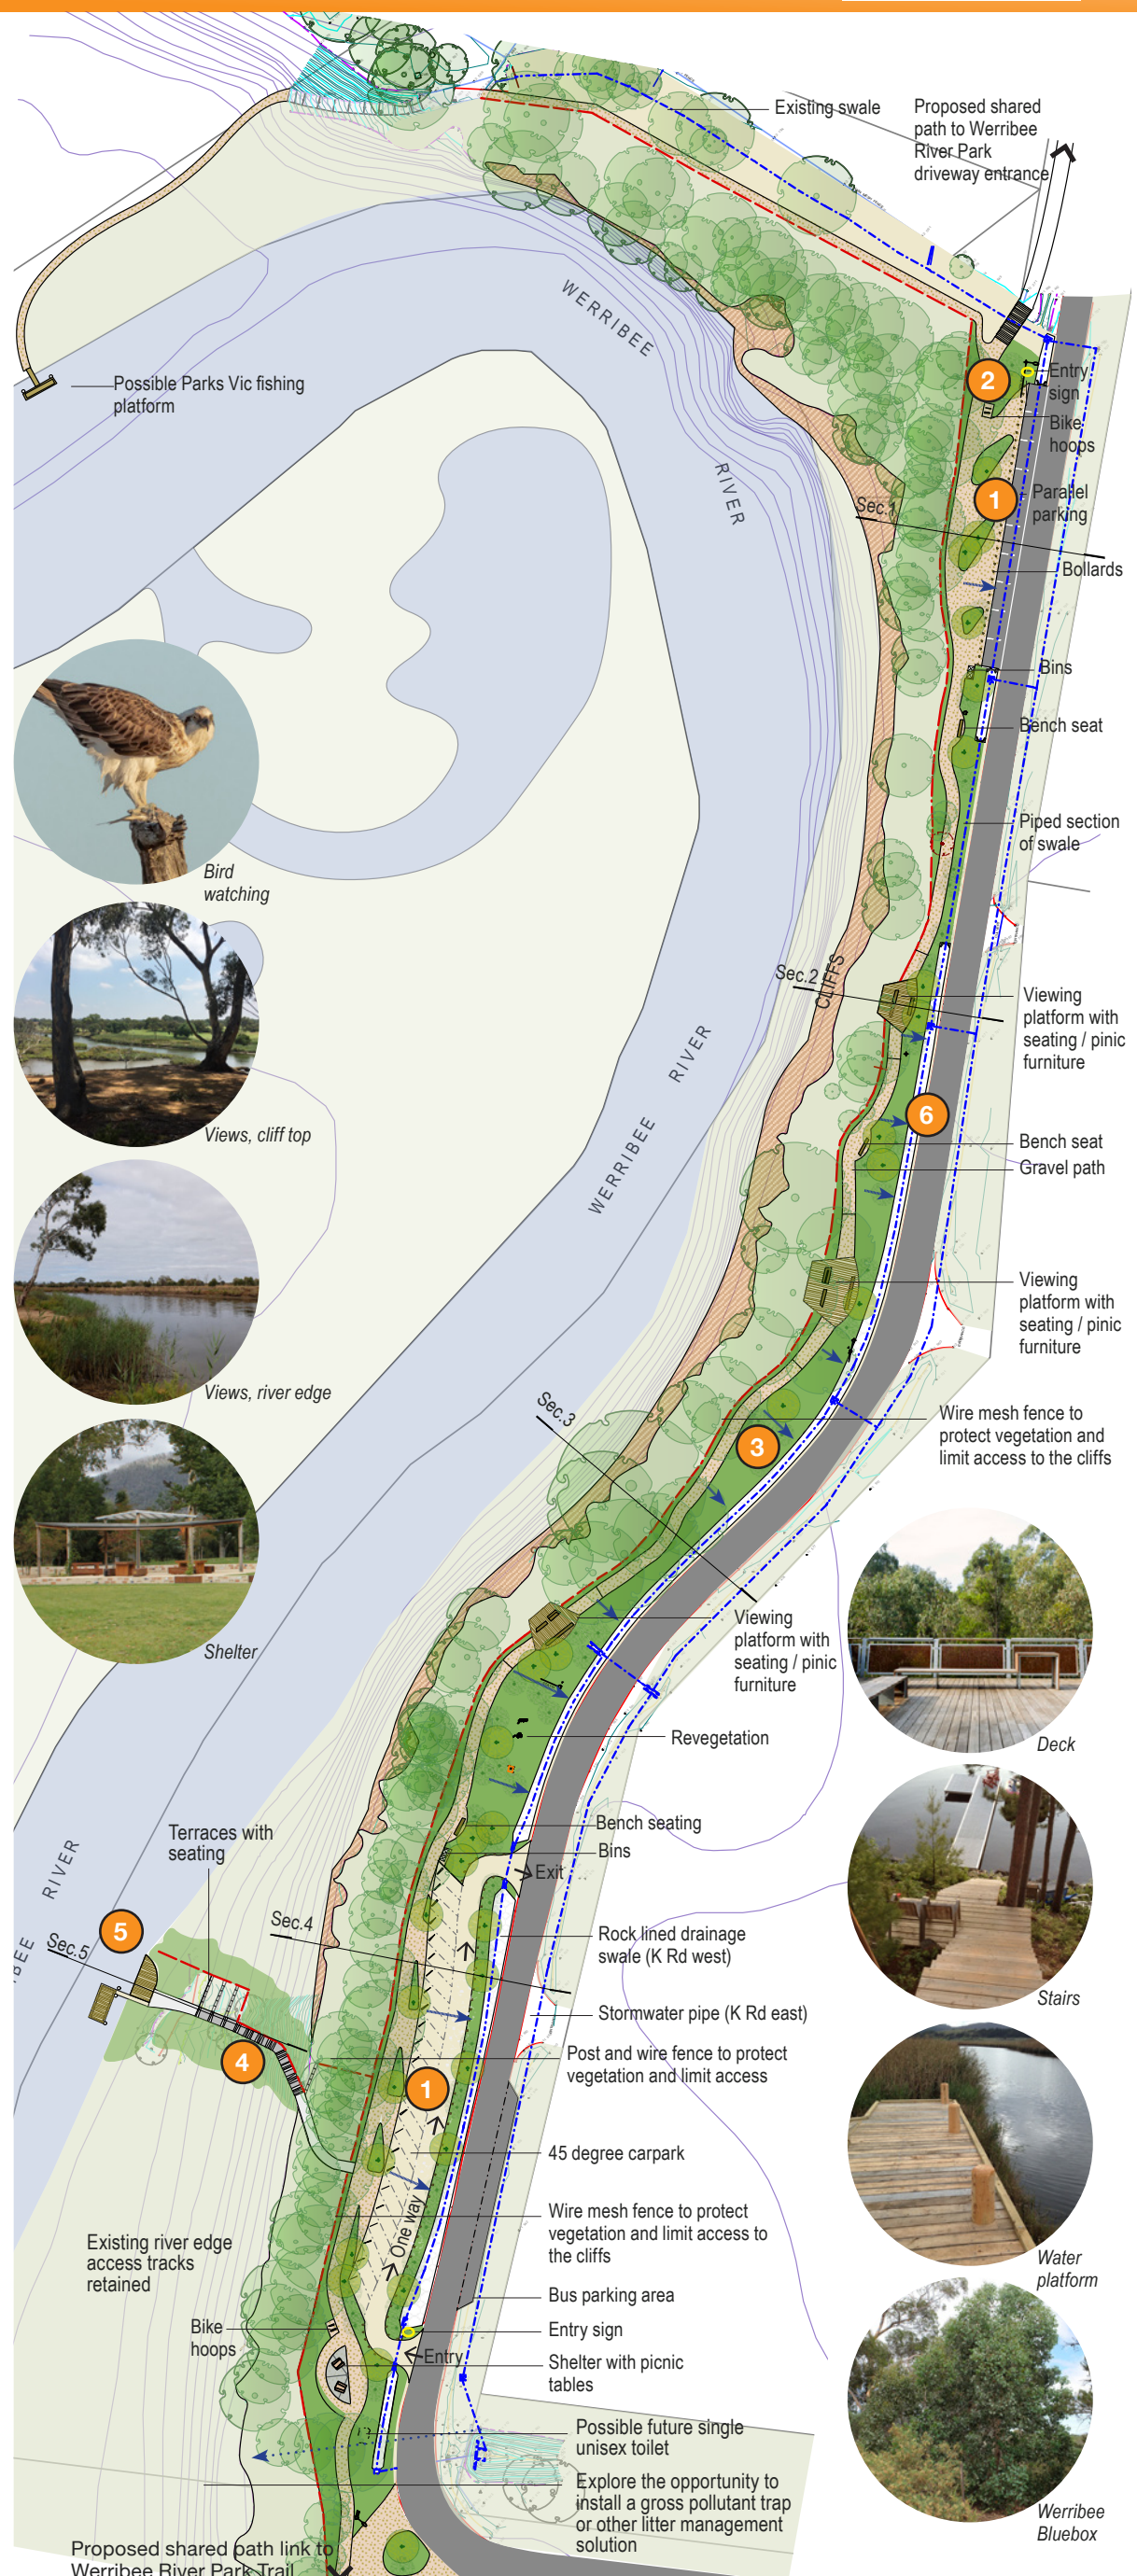 Existing swale
Proposed shared
path to Werribee
River Park
driveway entrance
WERRIBEE
Possible Parks Vic fishing
platform
2
Entry
sign
Bike
hoops
RIVER
1
Parallel
parking
Sec.1
Bollards
Bins
Bench seat
Piped section
of swale
Bird
watching
Sec.2
CLIFFS
Viewing
platform with
seating / pinic
furniture
WERRIBEE RIVER
6
Views, cliff top
Bench seat
Gravel path
Viewing
platform with
seating / pinic
furniture
Views, river edge
Sec.3
3
Wire mesh fence to
protect vegetation and
limit access to the cliffs
Shelter
Viewing
platform with
seating / pinic
furniture
Revegetation
Deck
Terraces with
seating
Bench seating
Bins
Exit
RIVER
BEE
5
Sec.5
Sec.4
Rock lined drainage
swale (K Rd west)
Stairs
Stormwater pipe (K Rd east)
4
Post and wire fence to protect
vegetation and limit access
1
45 degree carpark
One way
Wire mesh fence to protect
vegetation and limit access to
the cliffs
Existing river edge
access tracks
retained
Water
platform
Bus parking area
Bike
hoops
Entry sign
Entry
Shelter with picnic
tables
Possible future single
unisex toilet
Explore the opportunity to
install a gross pollutant trap
or other litter management
solution
Werribee
Bluebox
Proposed shared path link to
Werribee River Park Trail